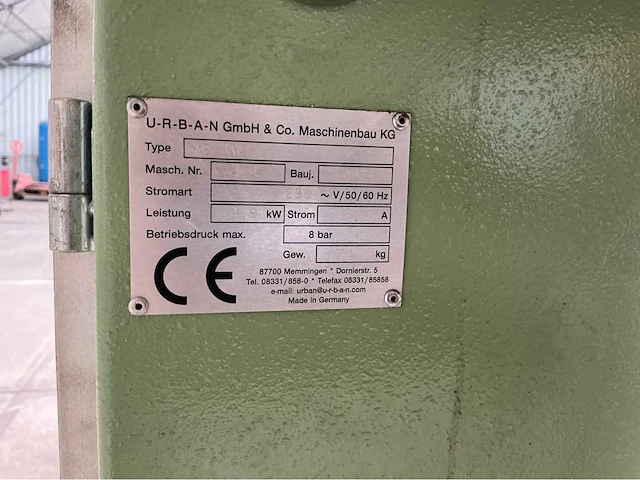 U-R-B-A-N GmbH & Co. Maschinenbau KG
Type
Masch. Nr. Bauj.
Stromart 230 ~ V/50/60 Hz
Leistung kW Strom A
Betriebsdruck max. 8 bar
Gew. kg
CE
87700 Memmingen * Dornierstr. 5
Tel. 08331/858-0 * Telefax 08331/85858
e-mail: urban@u-r-b-a-n.com
Made in Germany